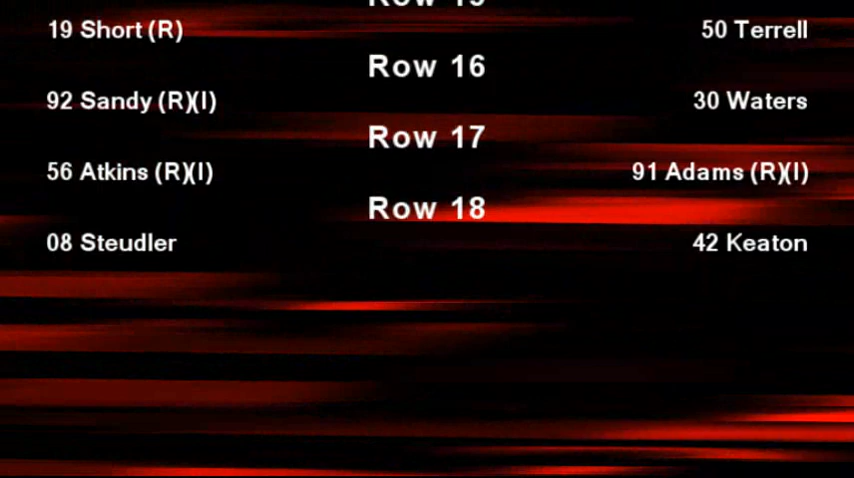 19 Short (R) 50 Terrell
Row 16
92 Sandy (R)(I) 30 Waters
Row 17
56 Atkins (R)(I) 91 Adams (R)(I)
Row 18
08 Steudler 42 Keaton